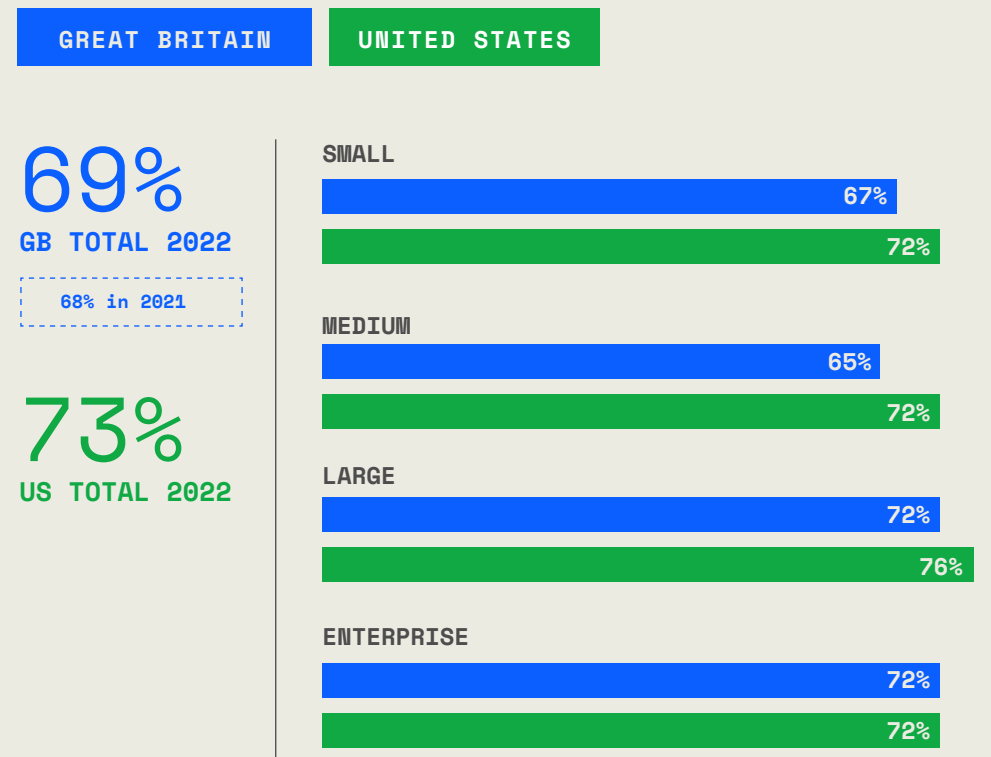 GREAT BRITAIN
UNITED STATES
69%
GB TOTAL 2022
68% in 2021
73%
US TOTAL 2022
SMALL
67%
72%
MEDIUM
65%
72%
LARGE
72%
76%
ENTERPRISE
72%
72%